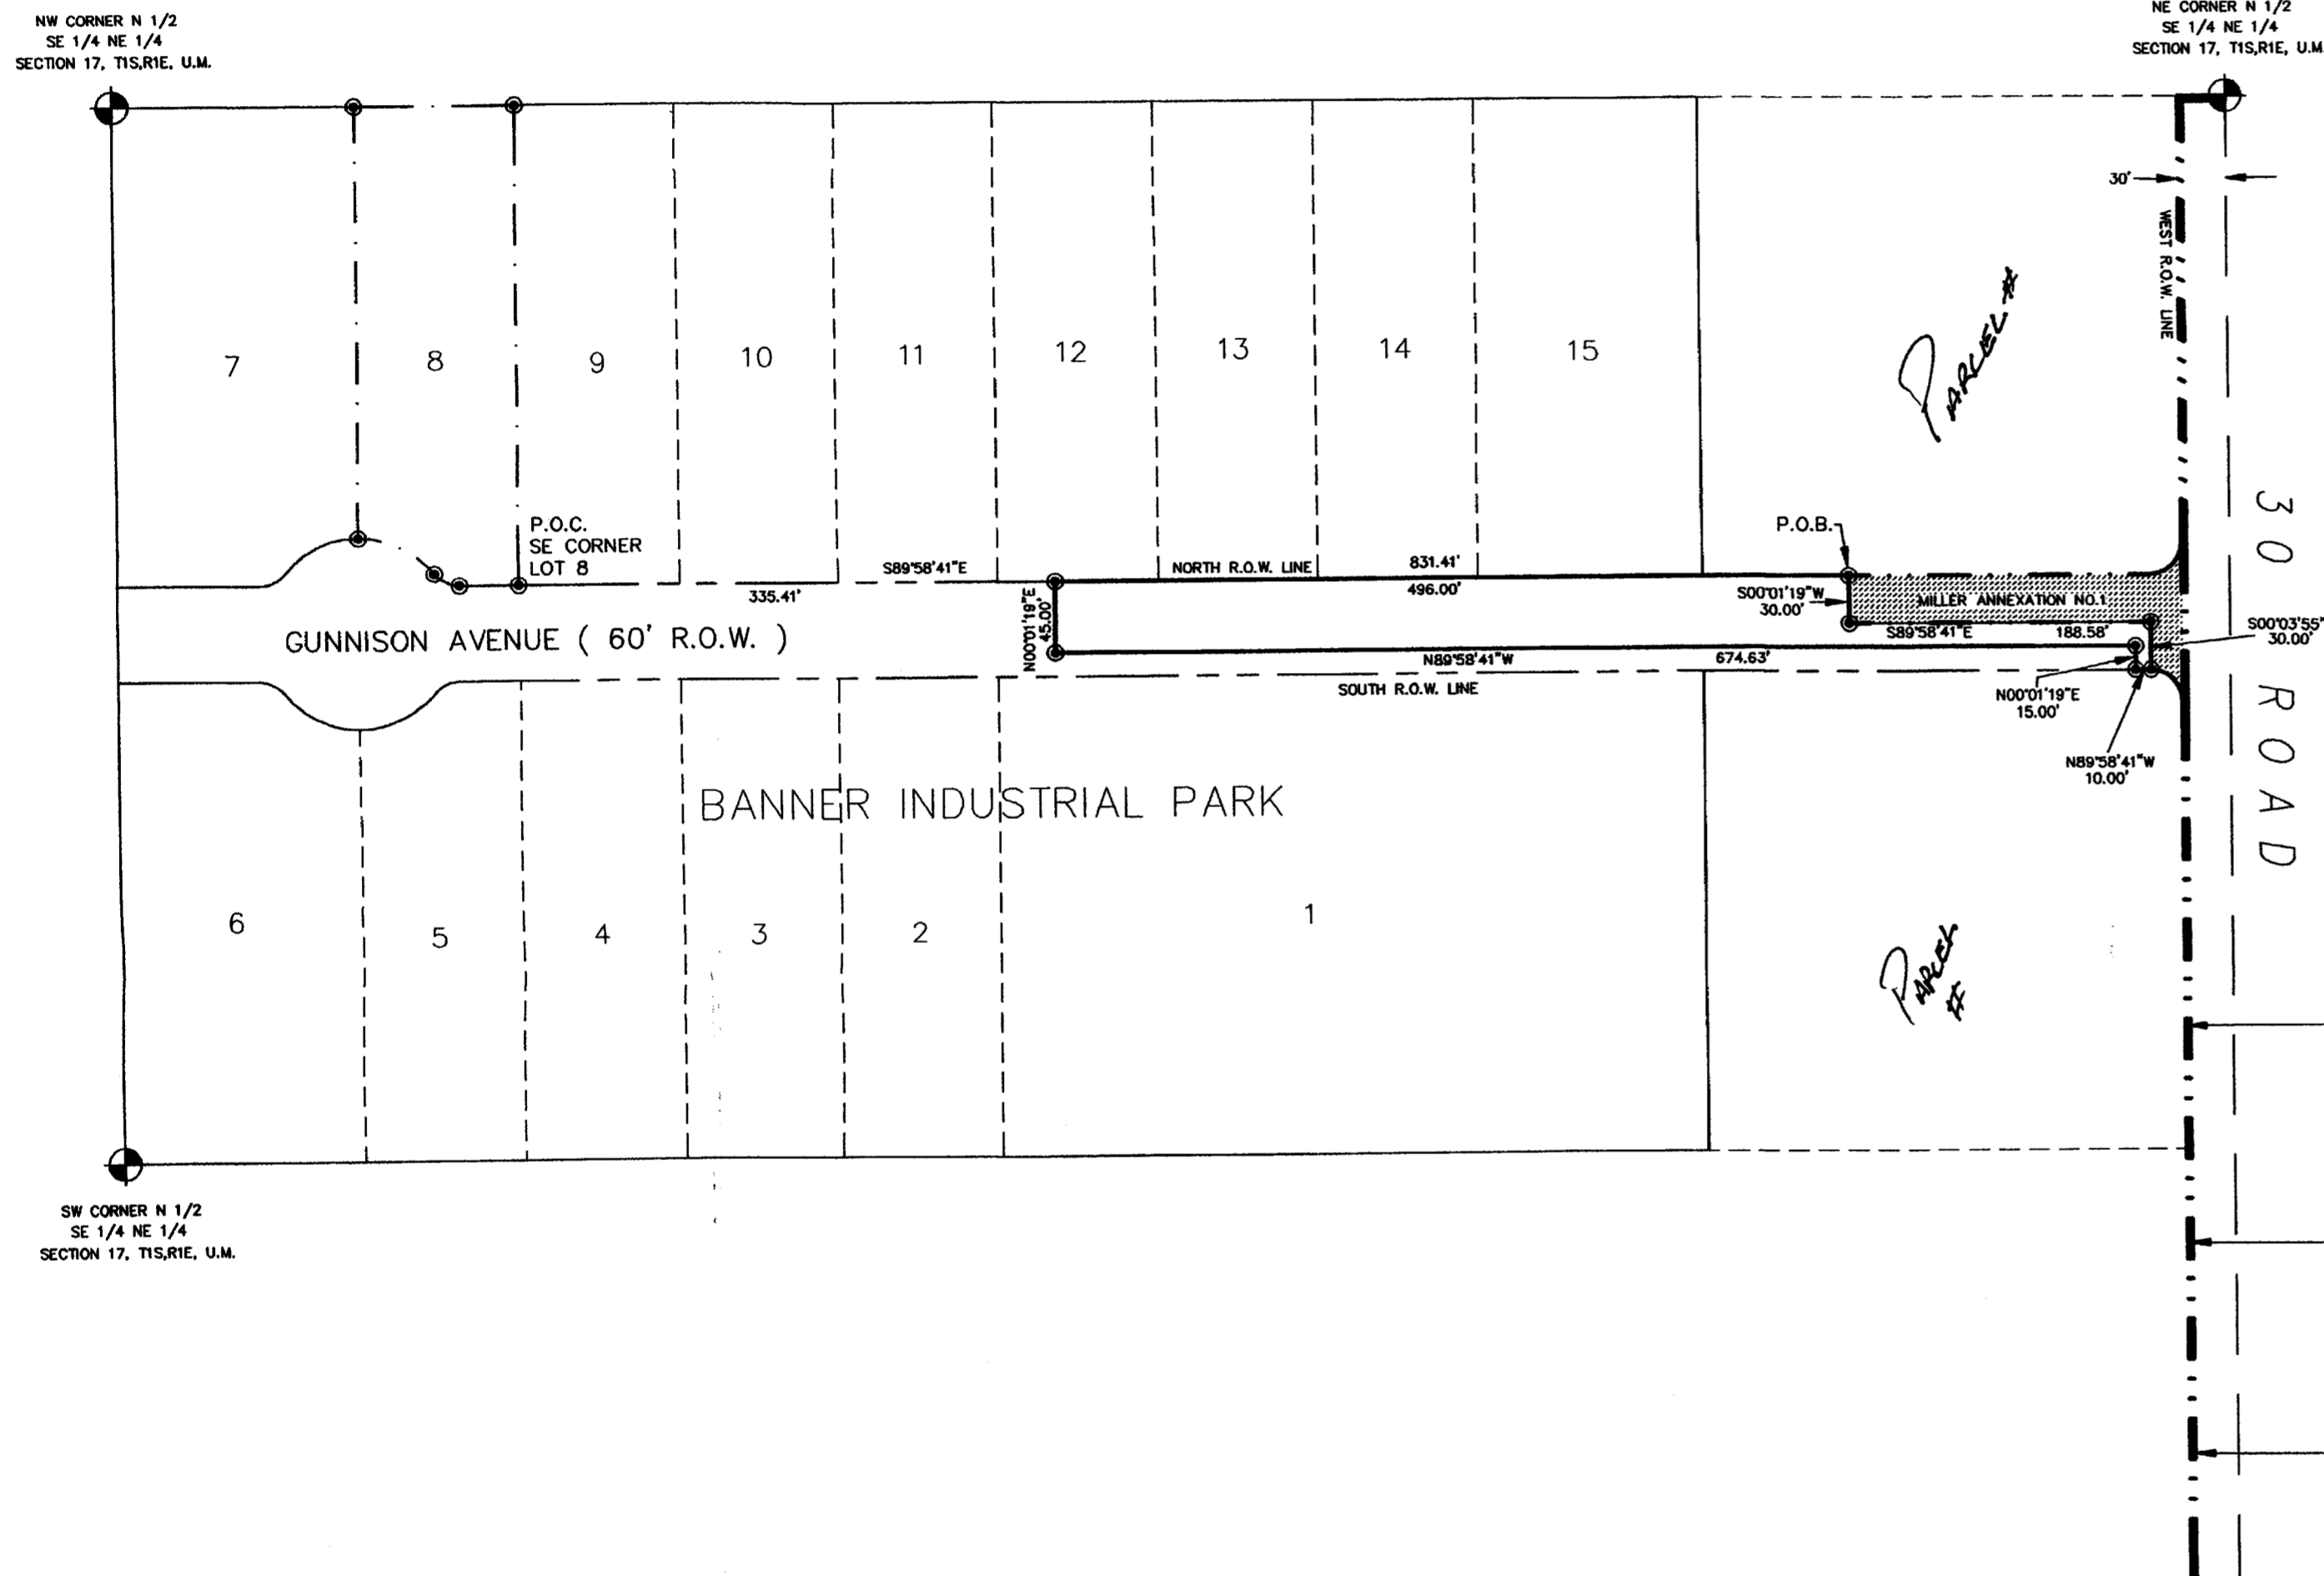 NW CORNER N 1/2
SE 1/4 NE 1/4
SECTION 17, T1S,R1E, U.M.
NE CORNER N 1/2
SE 1/4 NE 1/4
SECTION 17, T1S,R1E, U.M
30'
WEST R.O.W. LINE
7
8
9
10
11
12
13
14
15
PARCEL #
30 ROAD
P.O.C.
SE CORNER
LOT 8
P.O.B.
S89°58'41"E
NORTH R.O.W. LINE
831.41'
335.41'
496.00'
S00°01'19"W
30.00'
MILLER ANNEXATION NO.1
N00°01'19"E
45.00'
GUNNISON AVENUE ( 60' R.O.W. )
S89°58'41"E
188.58'
S00°03'55"
30.00'
N89°58'41"W
674.63'
SOUTH R.O.W. LINE
N00°01'19"E
15.00'
N89°58'41"W
10.00'
BANNER INDUSTRIAL PARK
6
5
4
3
2
1
PARCEL
#
SW CORNER N 1/2
SE 1/4 NE 1/4
SECTION 17, T1S,R1E, U.M.